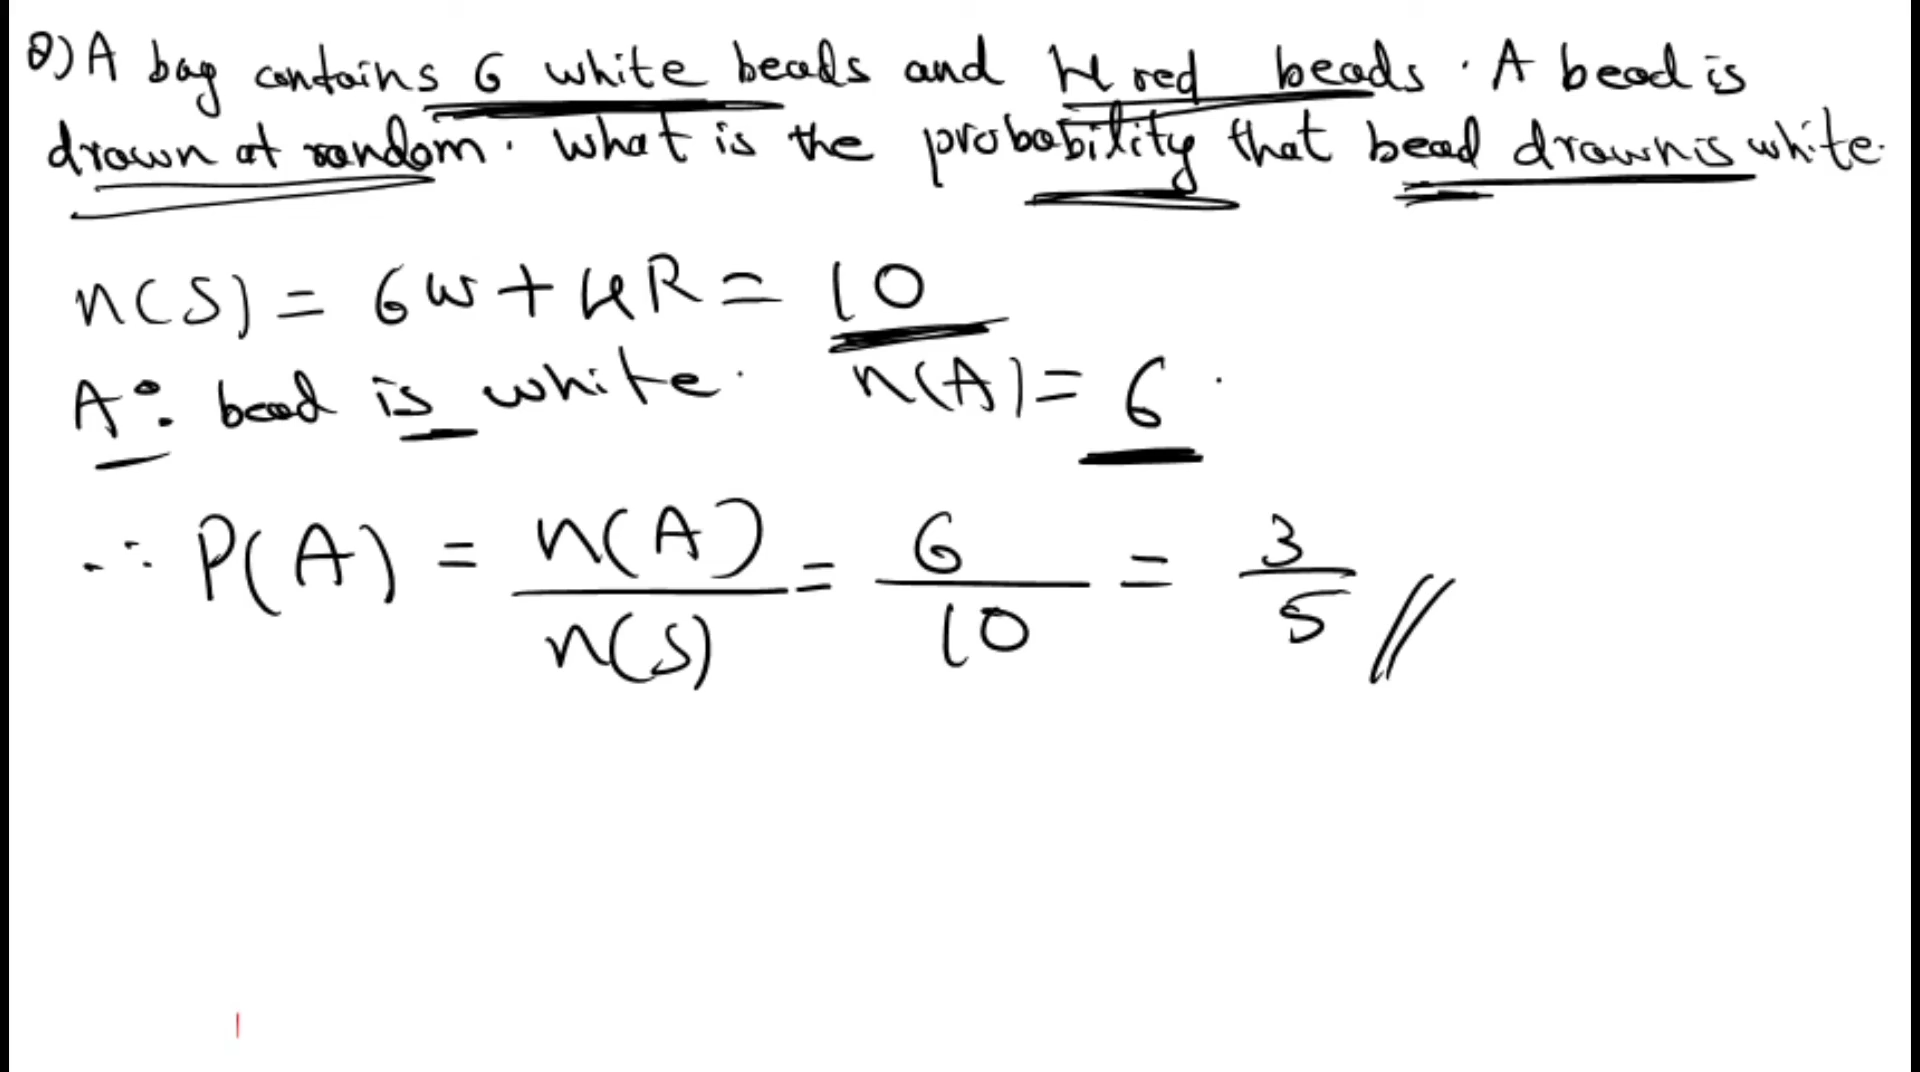 Q) A bag contains 6 white beads and 4 red beads. A bead is
drawn at random. What is the probability that bead drawn is white.
n(S) = 6W + 4R = 10
A: bead is white. n(A) = 6.
∴ P(A) = n(A)/n(S) = 6/10 = 3/5 //